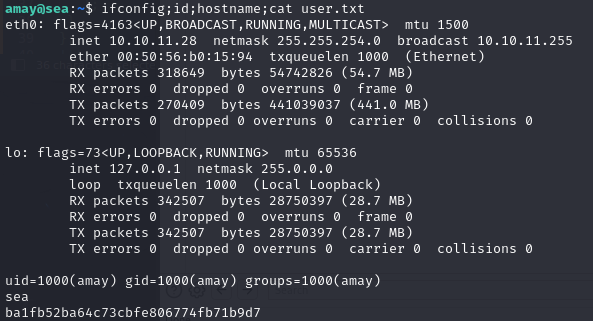 amay@sea:~$ ifconfig;id;hostname;cat user.txt
eth0: flags=4163<UP,BROADCAST,RUNNING,MULTICAST>  mtu 1500
        inet 10.10.11.28  netmask 255.255.254.0  broadcast 10.10.11.255
        ether 00:50:56:b0:15:94  txqueuelen 1000  (Ethernet)
        RX packets 318649  bytes 54742826 (54.7 MB)
        RX errors 0  dropped 0  overruns 0  frame 0
        TX packets 270409  bytes 441039037 (441.0 MB)
        TX errors 0  dropped 0 overruns 0  carrier 0  collisions 0

lo: flags=73<UP,LOOPBACK,RUNNING>  mtu 65536
        inet 127.0.0.1  netmask 255.0.0.0
        loop  txqueuelen 1000  (Local Loopback)
        RX packets 342507  bytes 28750397 (28.7 MB)
        RX errors 0  dropped 0  overruns 0  frame 0
        TX packets 342507  bytes 28750397 (28.7 MB)
        TX errors 0  dropped 0 overruns 0  carrier 0  collisions 0

uid=1000(amay) gid=1000(amay) groups=1000(amay)
sea
ba1fb52ba64c73cbfe806774fb71b9d7